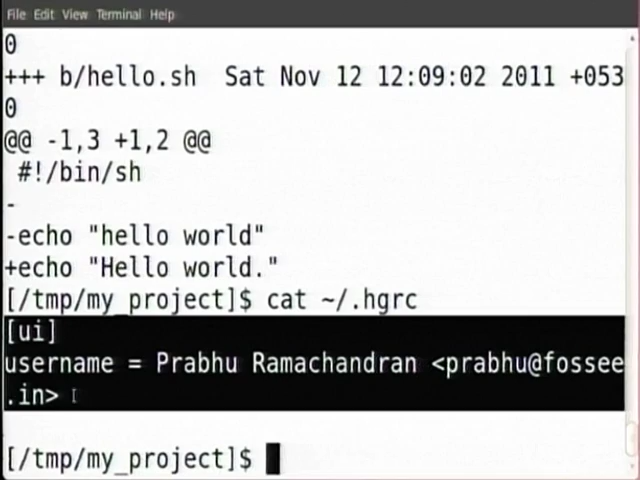 File Edit View Terminal Help
0
+++ b/hello.sh  Sat Nov 12 12:09:02 2011 +053
0
@@ -1,3 +1,2 @@
 #!/bin/sh
-
-echo "hello world"
+echo "Hello world."
[/tmp/my_project]$ cat ~/.hgrc
[ui]
username = Prabhu Ramachandran <prabhu@fossee
.in>
[/tmp/my_project]$